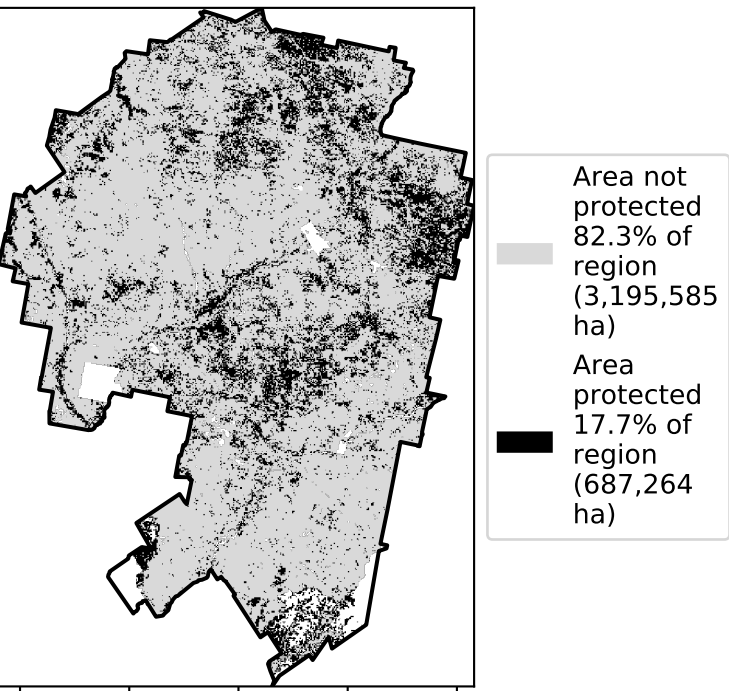 Area not
protected
82.3% of
region
(3,195,585
ha)
Area
protected
17.7% of
region
(687,264
ha)